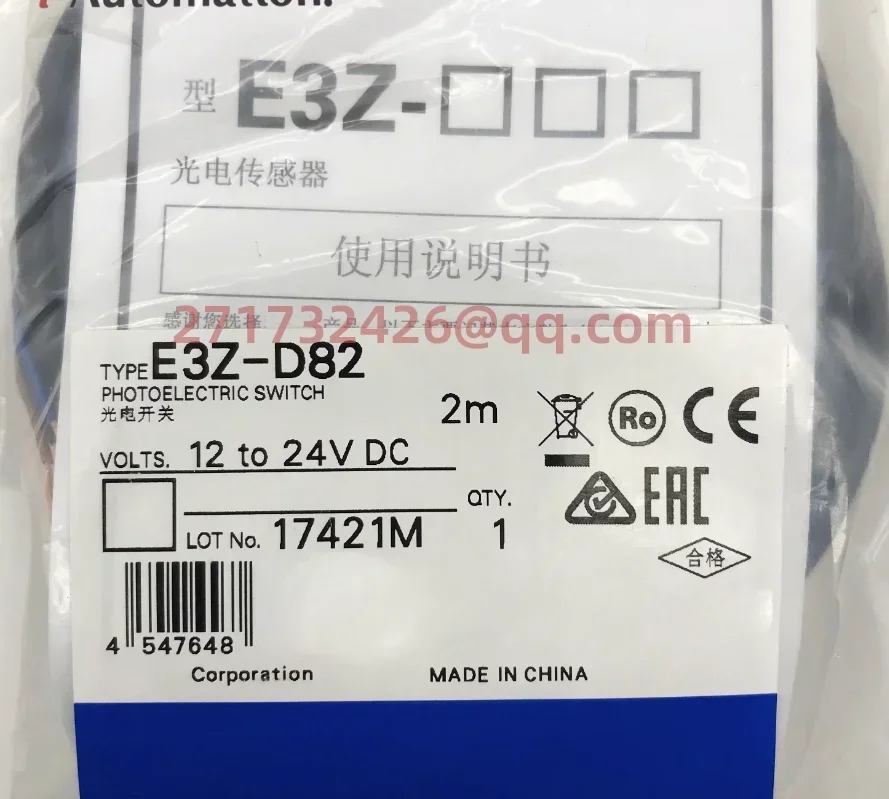 Automation.
型 E3Z-□□□
光电传感器
使用说明书
感谢您选择
271732426@qq.com
TYPE E3Z-D82
PHOTOELECTRIC SWITCH
光电开关
2m
VOLTS. 12 to 24V DC
QTY.
LOT No. 17421M 1
Ro
CE
EAC
合格
4 547648
Corporation
MADE IN CHINA